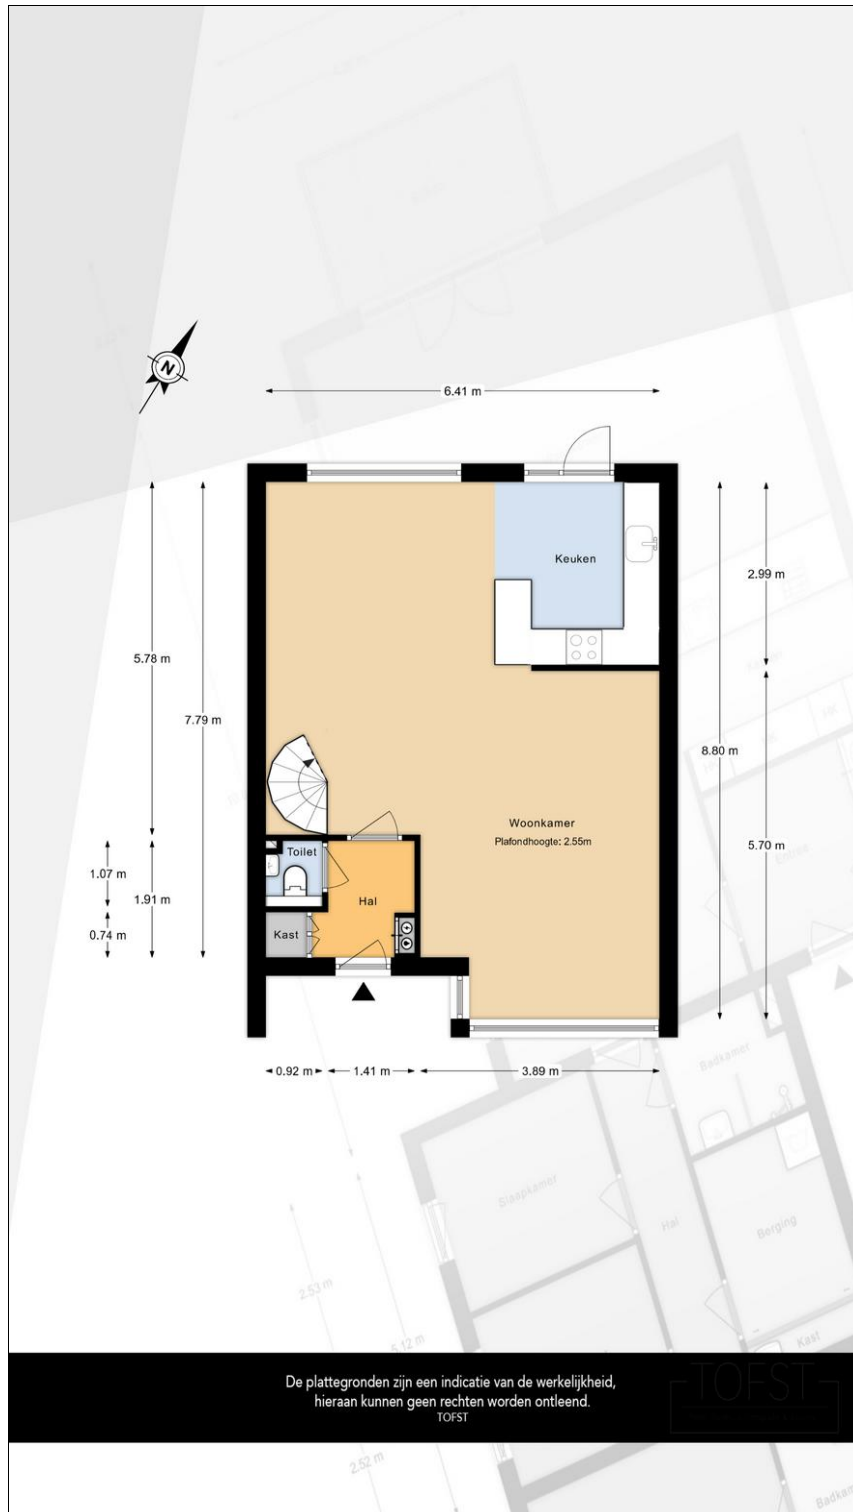 N
6.41 m
Keuken
2.99 m
5.78 m
7.79 m
8.80 m
Woonkamer
Plafondhoogte: 2.55m
5.70 m
Toilet
1.07 m
1.91 m
Hal
0.74 m
Kast
0.92 m
1.41 m
3.89 m
Badkamer
Slaapkamer
Hal
Berging
2.53 m
5.12 m
Kast
De plattegronden zijn een indicatie van de werkelijkheid,
hieraan kunnen geen rechten worden ontleend.
TOFST
TOFST
2.52 m